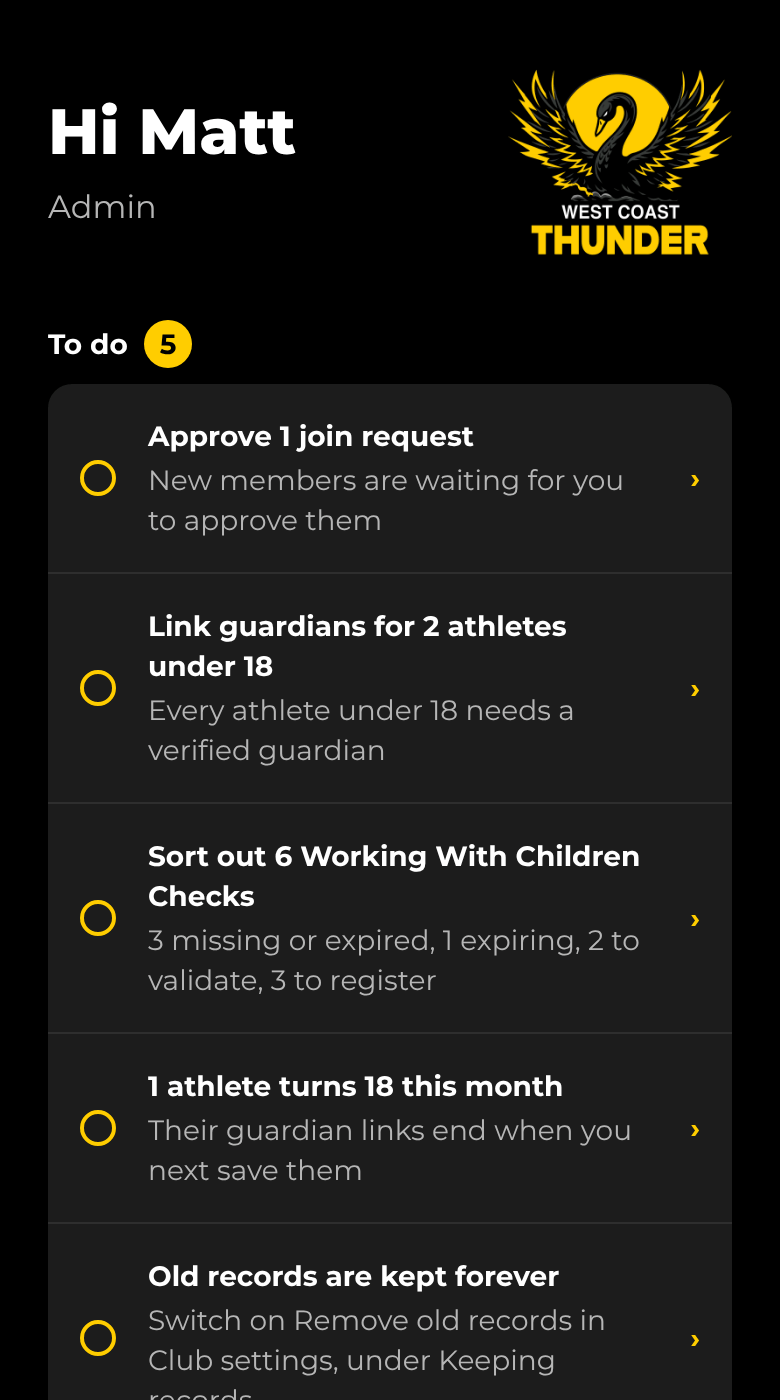 Hi Matt
Admin
WEST COAST
THUNDER
To do 5
Approve 1 join request
New members are waiting for you
to approve them
›
Link guardians for 2 athletes
under 18
Every athlete under 18 needs a
verified guardian
›
Sort out 6 Working With Children
Checks
3 missing or expired, 1 expiring, 2 to
validate, 3 to register
›
1 athlete turns 18 this month
Their guardian links end when you
next save them
›
Old records are kept forever
Switch on Remove old records in
Club settings, under Keeping
records
›